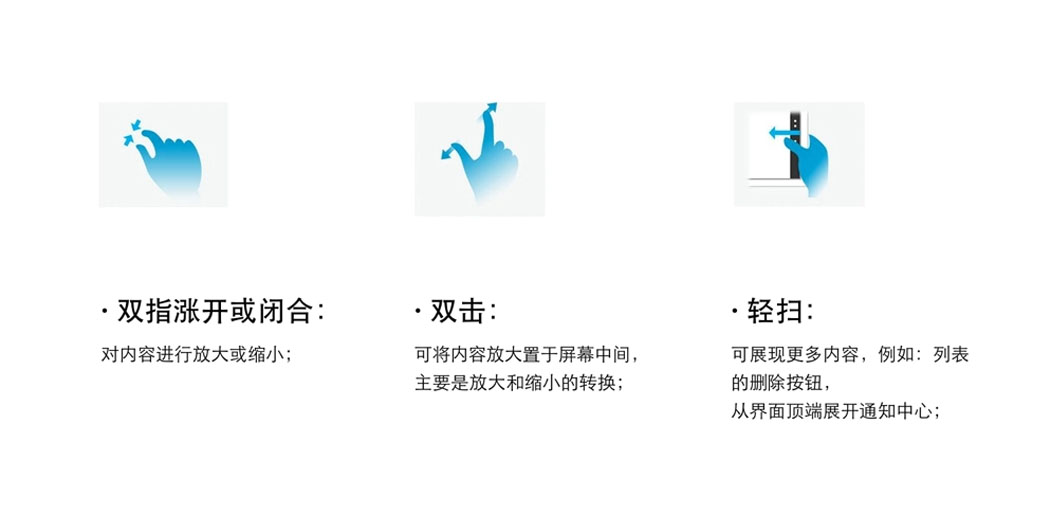 · 双指涨开或闭合：
对内容进行放大或缩小；
· 双击：
可将内容放大置于屏幕中间，
主要是放大和缩小的转换；
· 轻扫：
可展现更多内容，例如：列表
的删除按钮，
从界面顶端展开通知中心；